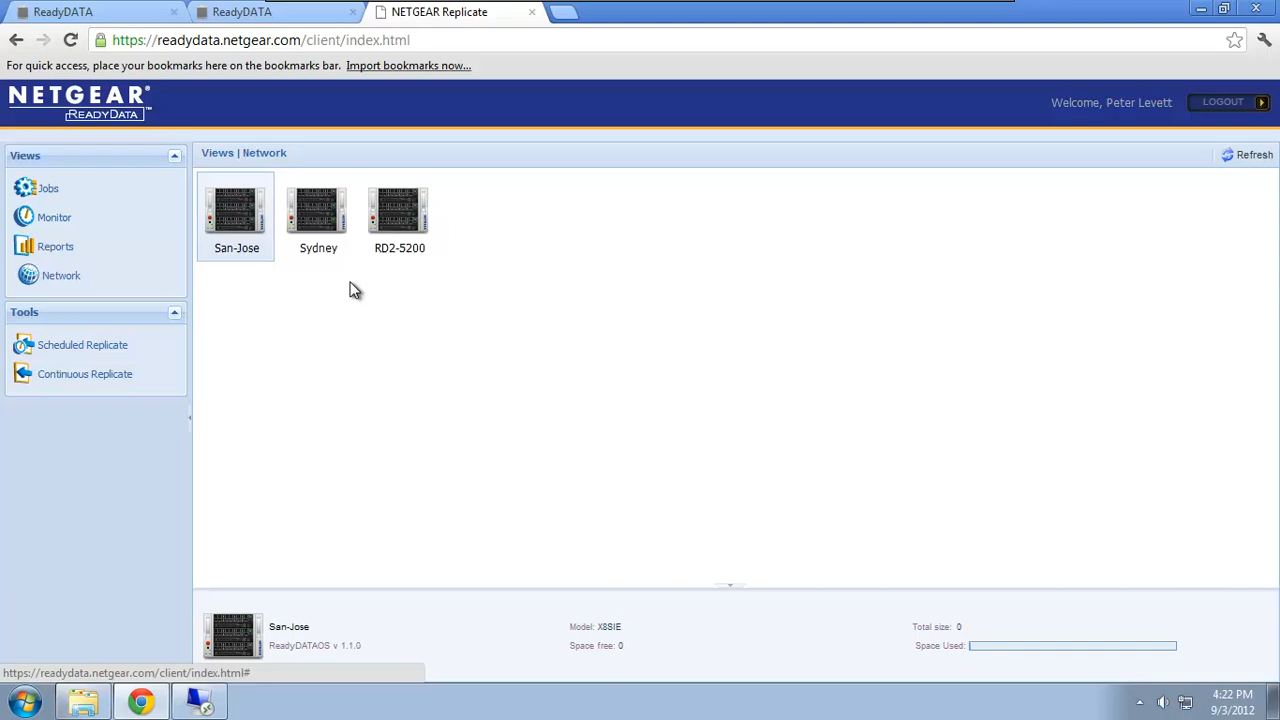 ReadyDATA
ReadyDATA
NETGEAR Replicate
https://readydata.netgear.com/client/index.html
For quick access, place your bookmarks here on the bookmarks bar. Import bookmarks now...
NETGEAR®
READYDATA™
Welcome, Peter Levett
LOGOUT
Views
Views | Network
Refresh
Jobs
Monitor
Reports
Network
San-Jose
Sydney
RD2-5200
Tools
Scheduled Replicate
Continuous Replicate
San-Jose
Model: X8SIE
Total size: 0
ReadyDATAOS v 1.1.0
Space free: 0
Space Used:
https://readydata.netgear.com/client/index.html#
4:22 PM
9/3/2012